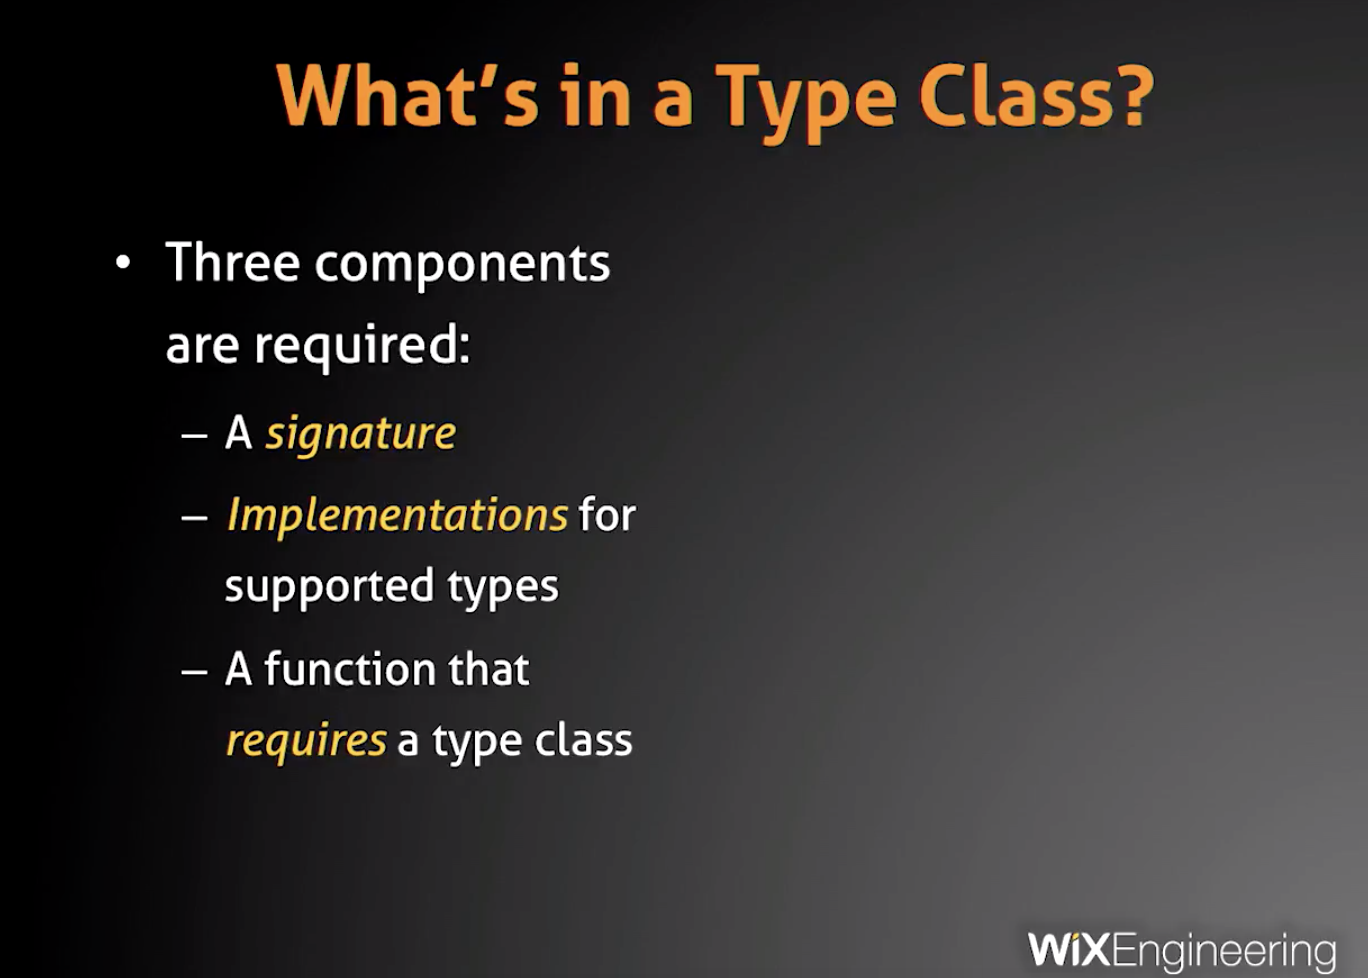 What's in a Type Class?
• Three components
are required:
– A signature
– Implementations for
supported types
– A function that
requires a type class
WiXEngineering